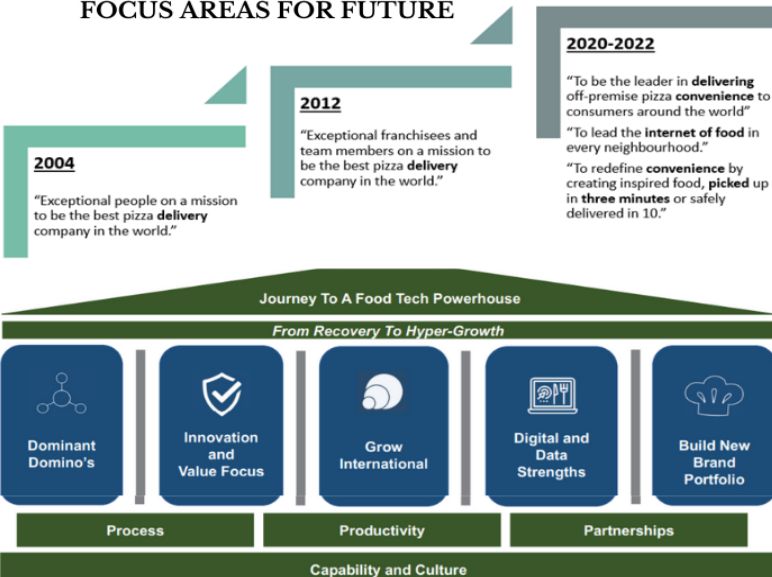 FOCUS AREAS FOR FUTURE
2004
“Exceptional people on a mission
to be the best pizza delivery
company in the world.”
2012
“Exceptional franchisees and
team members on a mission to
be the best pizza delivery
company in the world.”
2020-2022
“To be the leader in delivering
off-premise pizza convenience to
consumers around the world”
“To lead the internet of food in
every neighbourhood.”
“To redefine convenience by
creating inspired food, picked up
in three minutes or safely
delivered in 10.”
Journey To A Food Tech Powerhouse
From Recovery To Hyper-Growth
Dominant
Domino’s
Innovation
and
Value Focus
Grow
International
Digital and
Data
Strengths
Build New
Brand
Portfolio
Process
Productivity
Partnerships
Capability and Culture